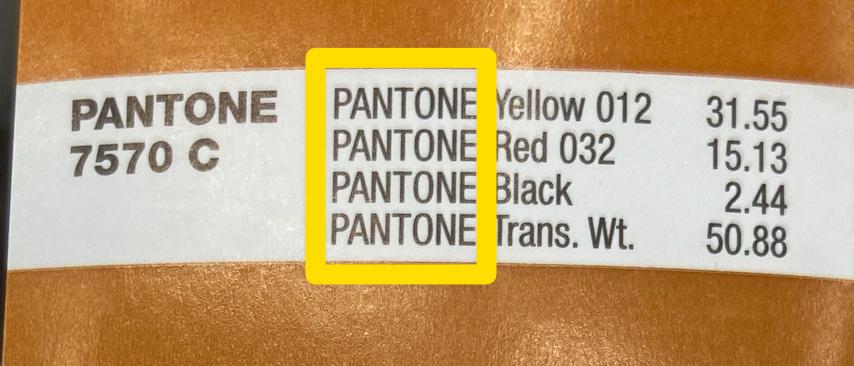 PANTONE
7570 C
PANTONE Yellow 012 31.55
PANTONE Red 032 15.13
PANTONE Black 2.44
PANTONE Trans. Wt. 50.88